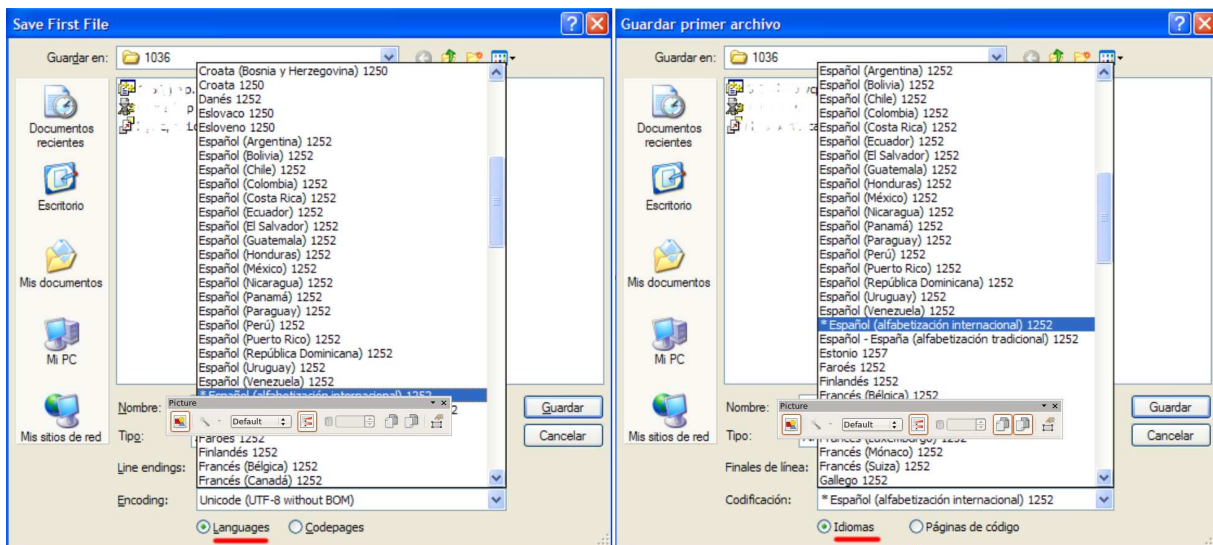 Save First File
Guardar en:
1036
Croata (Bosnia y Herzegovina) 1250
Croata 1250
Danés 1252
Eslovaco 1250
Esloveno 1250
Español (Argentina) 1252
Español (Bolivia) 1252
Español (Chile) 1252
Español (Colombia) 1252
Español (Costa Rica) 1252
Español (Ecuador) 1252
Español (El Salvador) 1252
Español (Guatemala) 1252
Español (Honduras) 1252
Español (México) 1252
Español (Nicaragua) 1252
Español (Panamá) 1252
Español (Paraguay) 1252
Español (Perú) 1252
Español (Puerto Rico) 1252
Español (República Dominicana) 1252
Español (Uruguay) 1252
Español (Venezuela) 1252
* Español (alfabetización internacional) 1252
Faroés 1252
Finlandés 1252
Francés (Bélgica) 1252
Francés (Canadá) 1252
Documentos
recientes
Escritorio
Mis documentos
Mi PC
Mis sitios de red
Nombre:
Picture
Default
Guardar
Tipo:
Cancelar
Line endings:
Encoding:
Unicode (UTF-8 without BOM)
Languages
Codepages
Guardar primer archivo
Guardar en:
1036
Español (Argentina) 1252
Español (Bolivia) 1252
Español (Chile) 1252
Español (Colombia) 1252
Español (Costa Rica) 1252
Español (Ecuador) 1252
Español (El Salvador) 1252
Español (Guatemala) 1252
Español (Honduras) 1252
Español (México) 1252
Español (Nicaragua) 1252
Español (Panamá) 1252
Español (Paraguay) 1252
Español (Perú) 1252
Español (Puerto Rico) 1252
Español (República Dominicana) 1252
Español (Uruguay) 1252
Español (Venezuela) 1252
* Español (alfabetización internacional) 1252
Español - España (alfabetización tradicional) 1252
Estonio 1257
Faroés 1252
Finlandés 1252
Francés (Bélgica) 1252
Francés (Luxemburgo) 1252
Francés (Mónaco) 1252
Francés (Suiza) 1252
Gallego 1252
Documentos
recientes
Escritorio
Mis documentos
Mi PC
Mis sitios de red
Nombre:
Picture
Default
Guardar
Tipo:
Cancelar
Finales de línea:
Codificación:
* Español (alfabetización internacional) 1252
Idiomas
Páginas de código